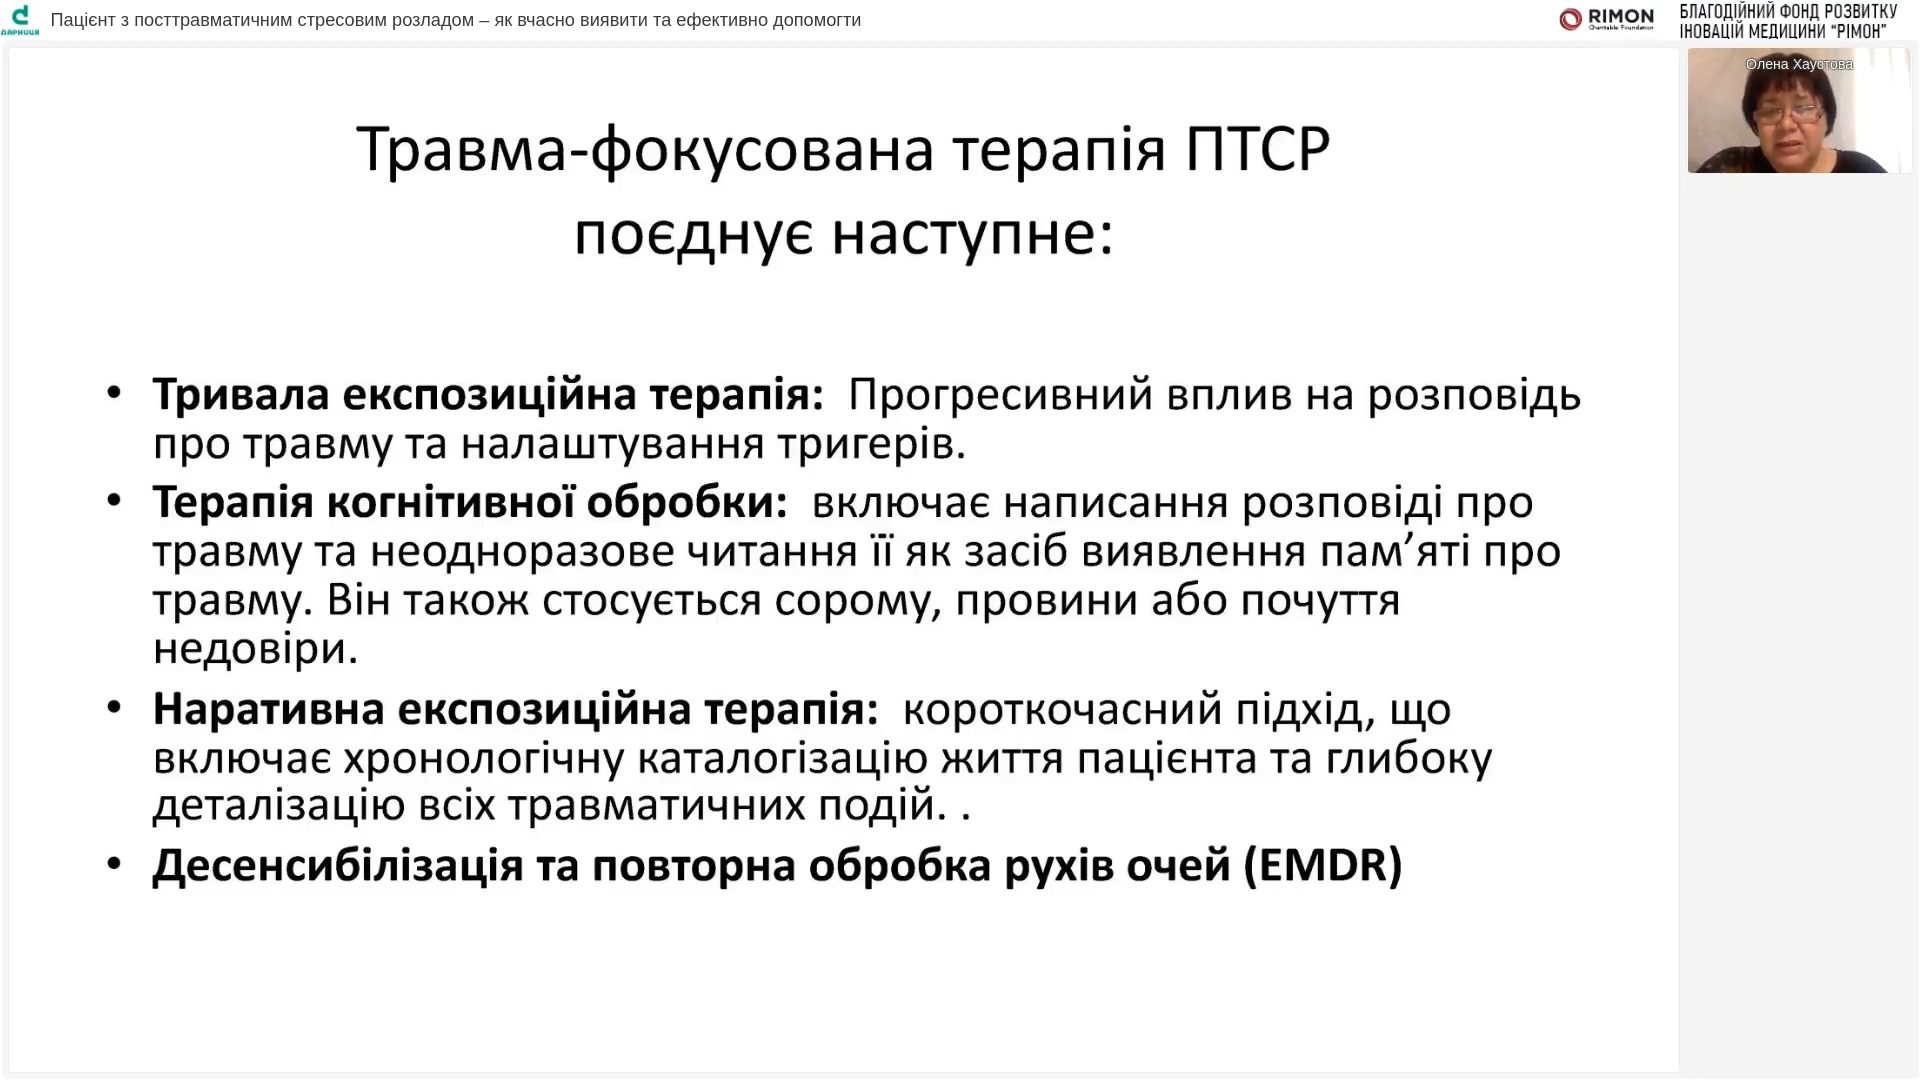 дарниця
Пацієнт з посттравматичним стресовим розладом – як вчасно виявити та ефективно допомогти
RIMON
Charitable Foundation
БЛАГОДІЙНИЙ ФОНД РОЗВИТКУ
ІНОВАЦІЙ МЕДИЦИНИ “РІМОН”
Олена Хаустова
Травма-фокусована терапія ПТСР
поєднує наступне:
• Тривала експозиційна терапія: Прогресивний вплив на розповідь
про травму та налаштування тригерів.
• Терапія когнітивної обробки: включає написання розповіді про
травму та неодноразове читання її як засіб виявлення пам’яті про
травму. Він також стосується сорому, провини або почуття
недовіри.
• Наративна експозиційна терапія: короткочасний підхід, що
включає хронологічну каталогізацію життя пацієнта та глибоку
деталізацію всіх травматичних подій. .
• Десенсибілізація та повторна обробка рухів очей (EMDR)